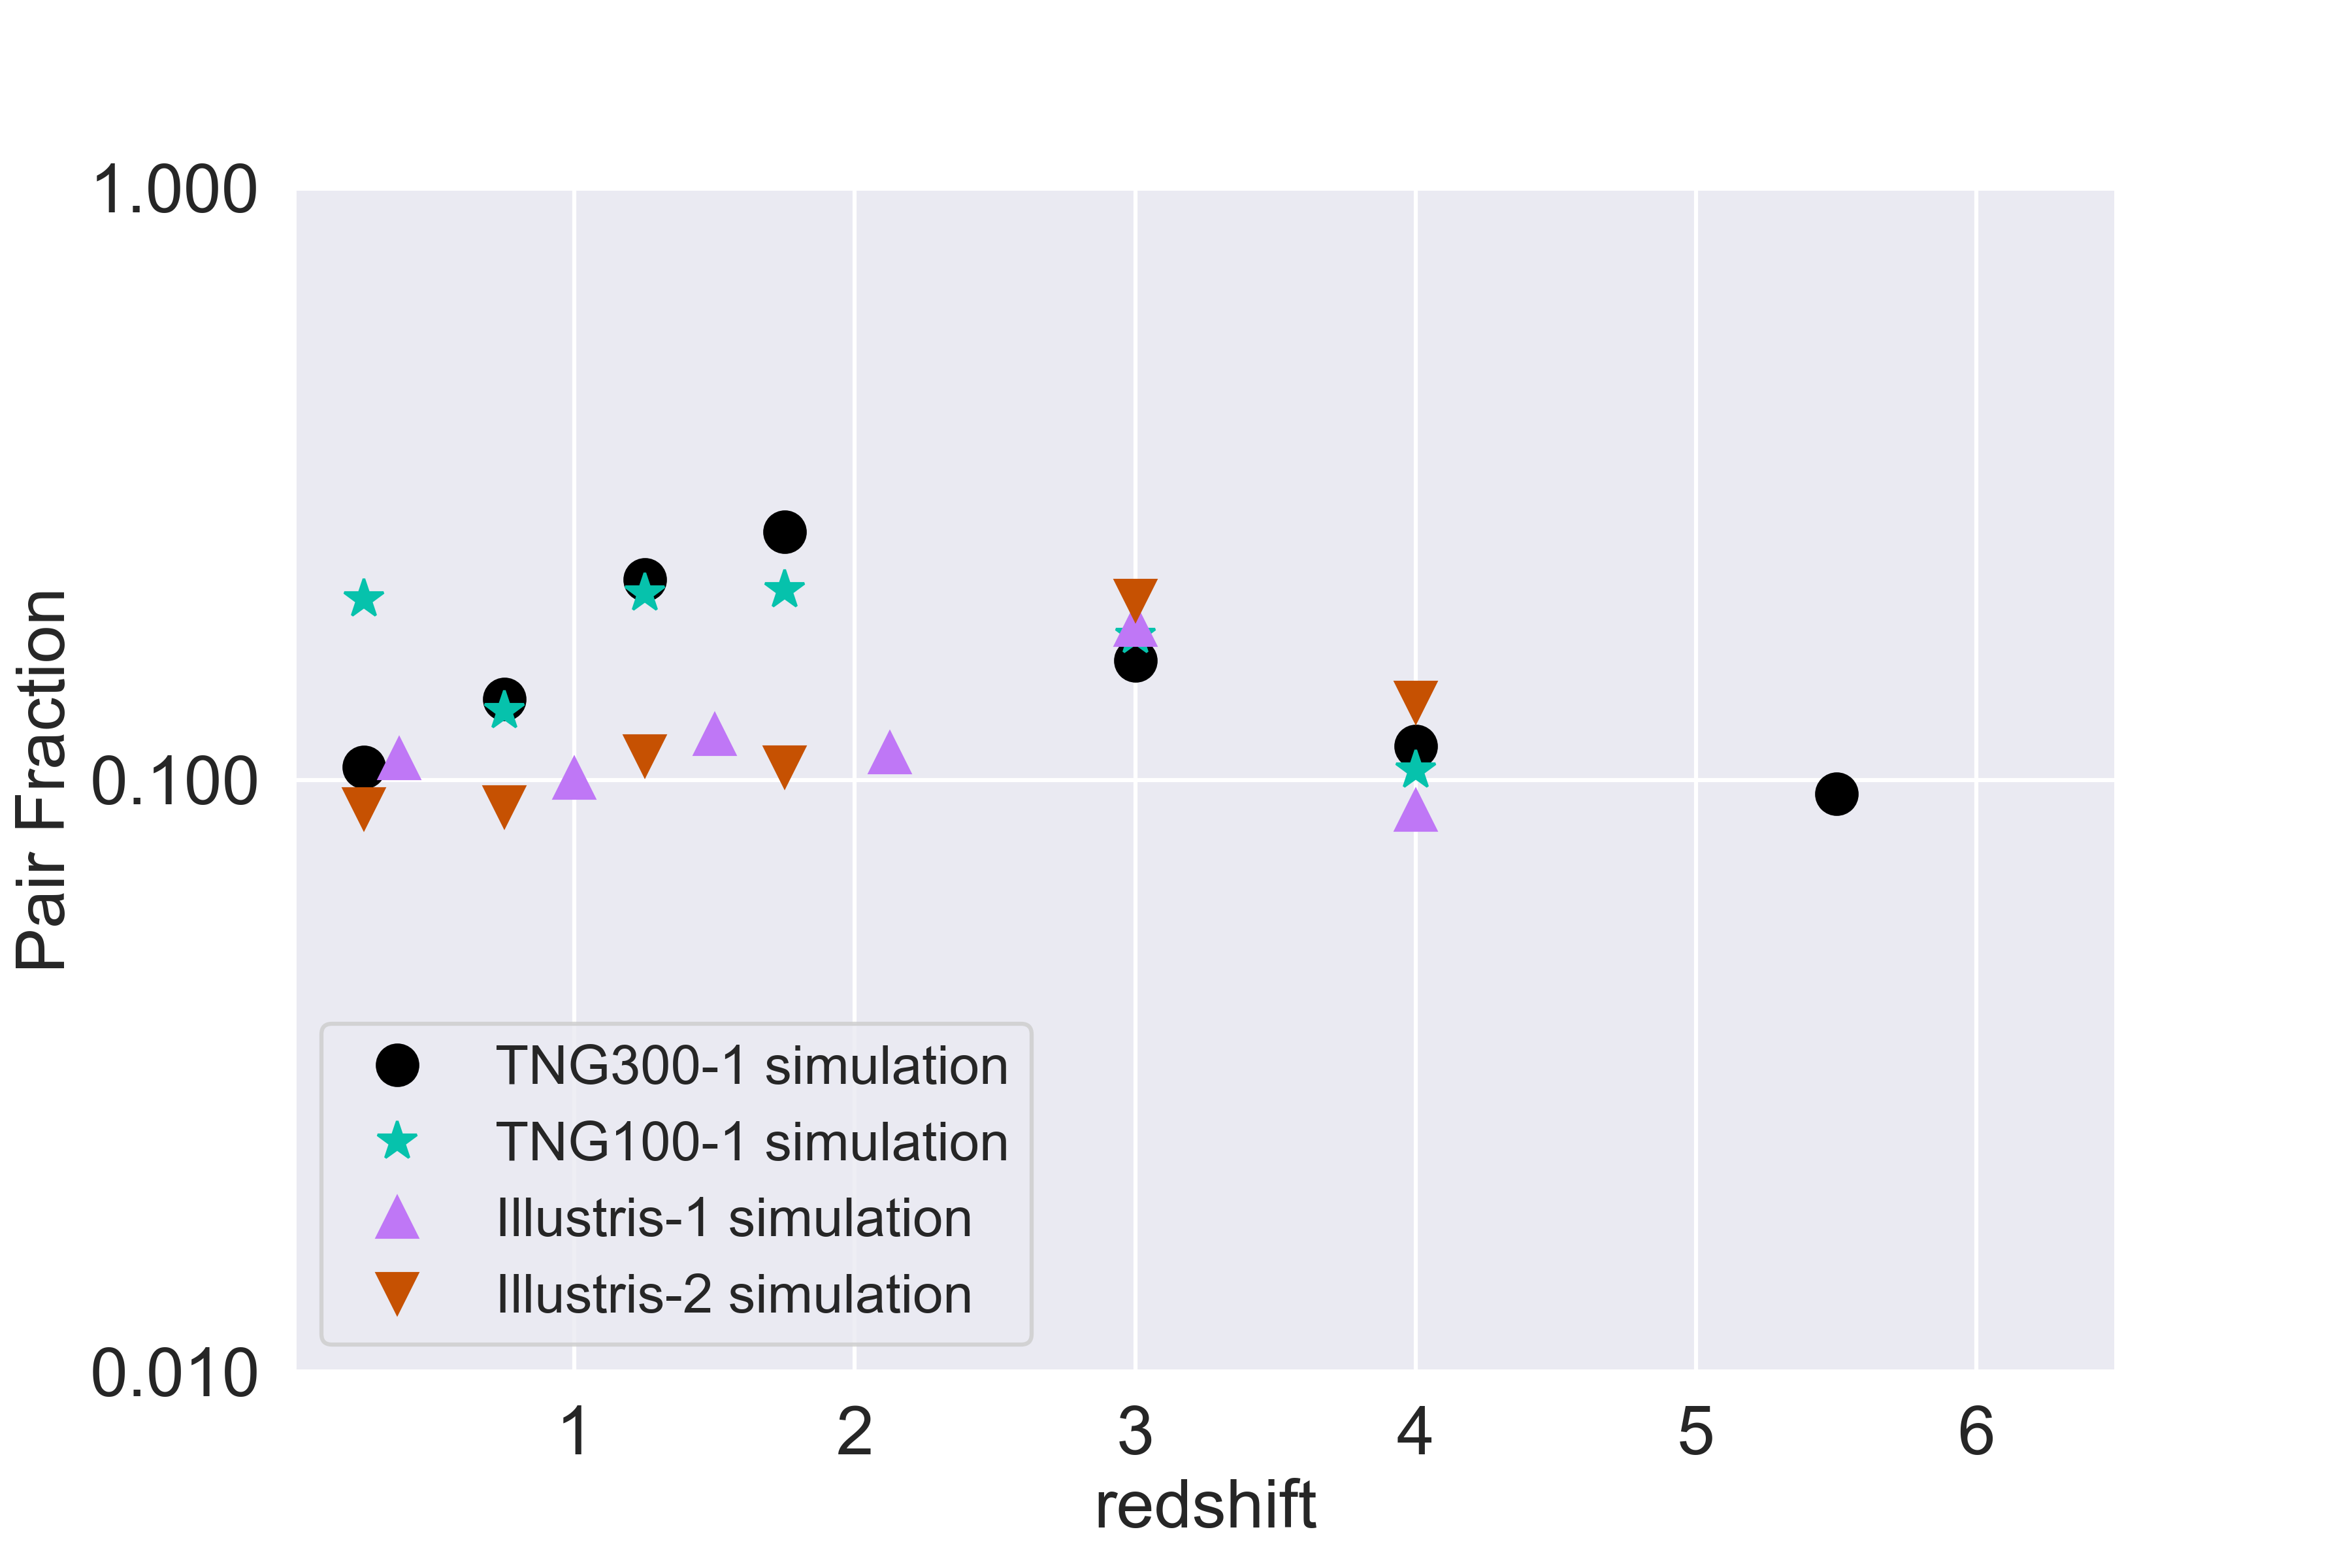 1.000
0.100
0.010
Pair Fraction
TNG300-1 simulation
TNG100-1 simulation
Illustris-1 simulation
Illustris-2 simulation
1 2 3 4 5 6
redshift